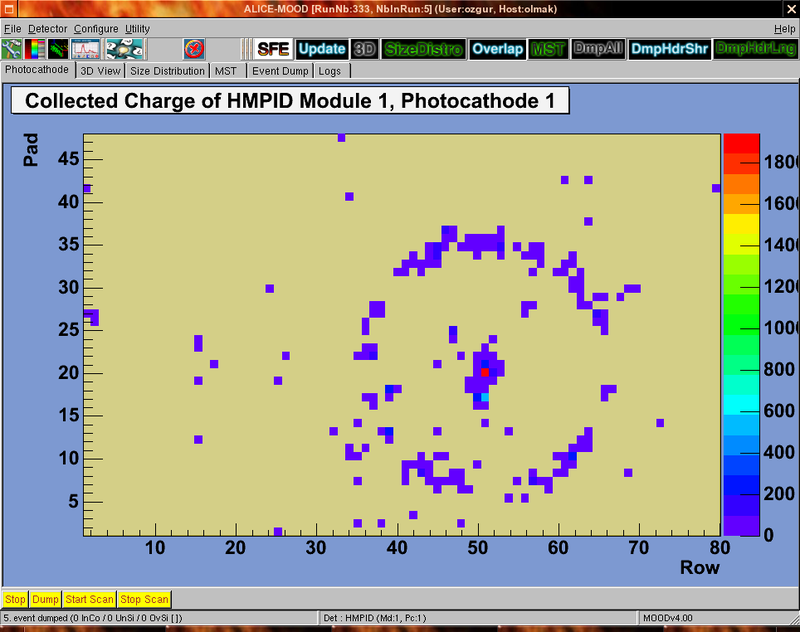 ALICE-MOOD [RunNb:333, NbInRun:5] (User:ozgur, Host:olmak)
File Detector Configure Utility Help
SFE Update 3D SizeDistro Overlap MST DmpAll DmpHdrShr DmpHdrLng
Photocathode 3D View Size Distribution MST Event Dump Logs
Collected Charge of HMPID Module 1, Photocathode 1
Pad
45
40
35
30
25
20
15
10
5
10 20 30 40 50 60 70 80
Row
1800
1600
1400
1200
1000
800
600
400
200
0
Stop Dump Start Scan Stop Scan
5. event dumped (0 InCo / 0 UnSi / 0 OvSi [])
Det : HMPID (Md:1, Pc:1)
MOODv4.00